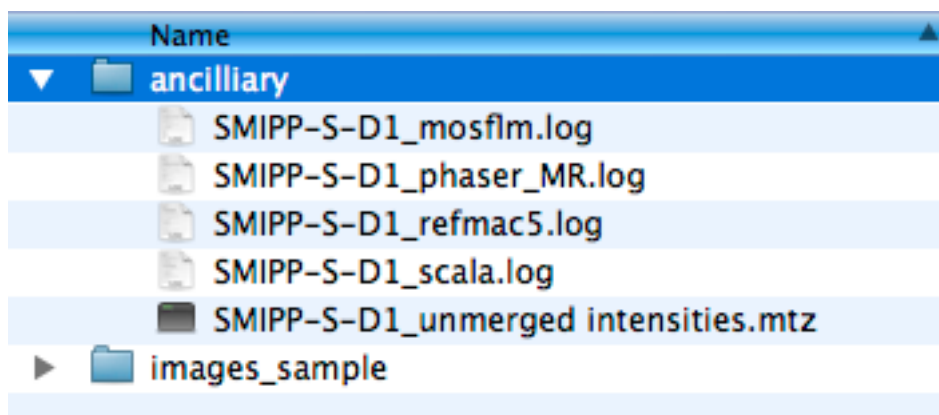 Name
ancilliary
SMIPP-S-D1_mosflm.log
SMIPP-S-D1_phaser_MR.log
SMIPP-S-D1_refmac5.log
SMIPP-S-D1_scala.log
SMIPP-S-D1_unmerged intensities.mtz
images_sample